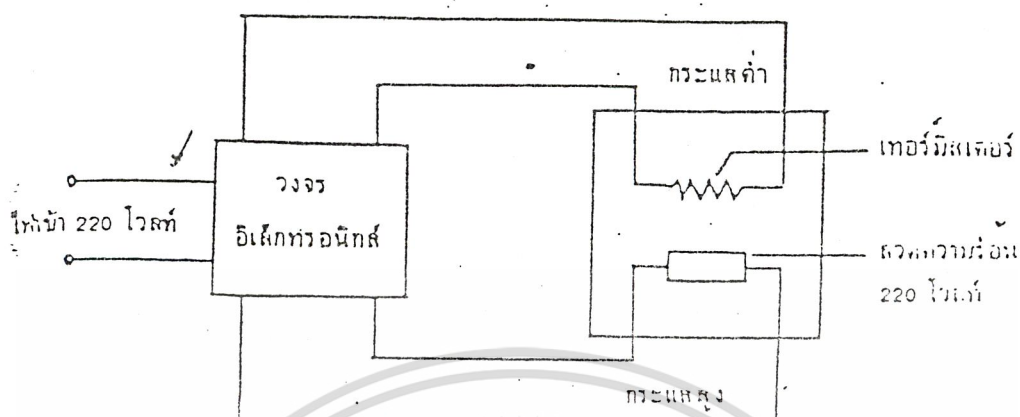 กระแสต่ำ
เทอร์มิสเตอร์
วงจร
อิเล็กทรอนิกส์
ไฟฟ้า 220 โวลท์
ลวดความร้อน
220 โวลท์
กระแสสูง